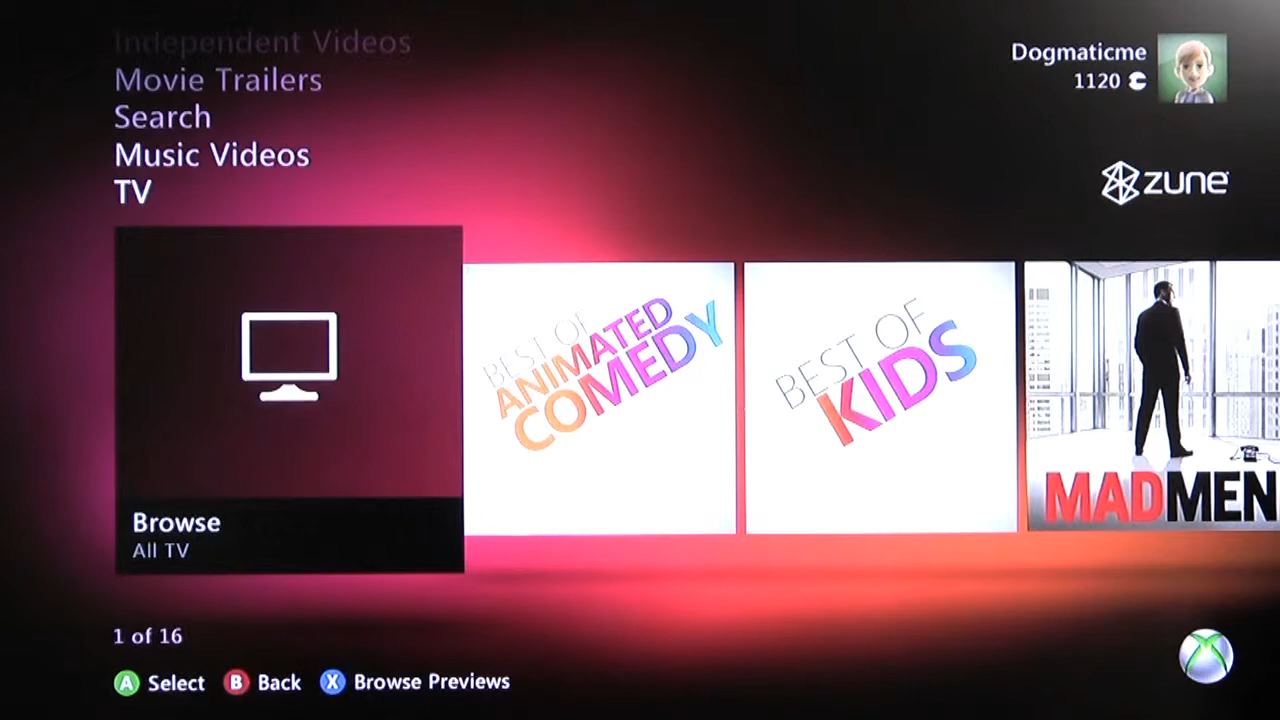 Independent Videos
Movie Trailers
Search
Music Videos
TV
Dogmaticme
1120
zune
BEST OF
ANIMATED
COMEDY
BEST OF
KIDS
MADMEN
Browse
All TV
1 of 16
A Select B Back X Browse Previews